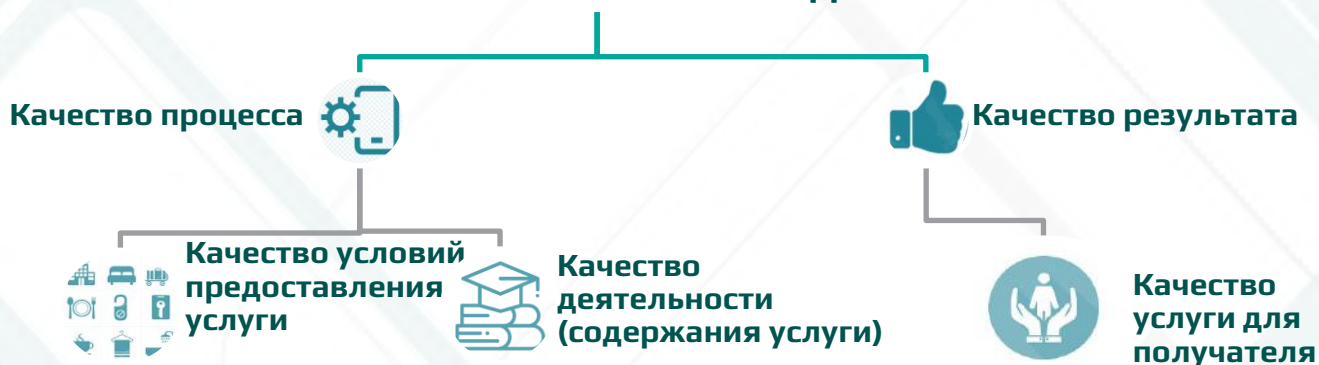 Качество процесса
Качество результата
Качество условий
предоставления
услуги
Качество
деятельности
(содержания услуги)
Качество
услуги для
получателя